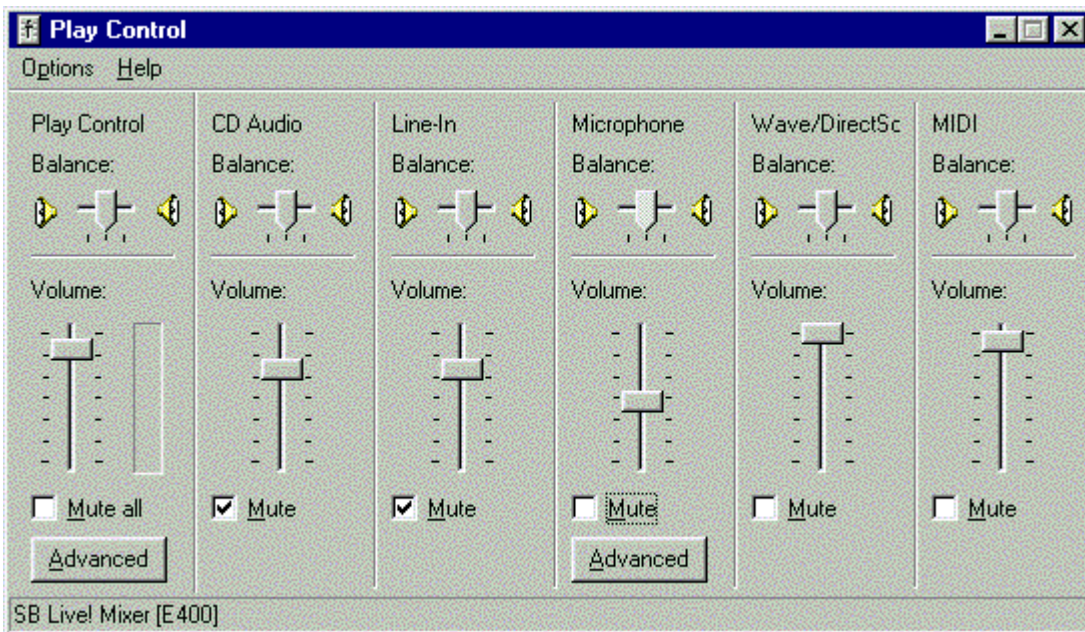 Play Control
Options Help
Play Control CD Audio Line-In Microphone Wave/DirectSc MIDI
Balance: Balance: Balance: Balance: Balance: Balance:
Volume: Volume: Volume: Volume: Volume: Volume:
Mute all Mute Mute Mute Mute Mute
Advanced Advanced
SB Live! Mixer [E400]